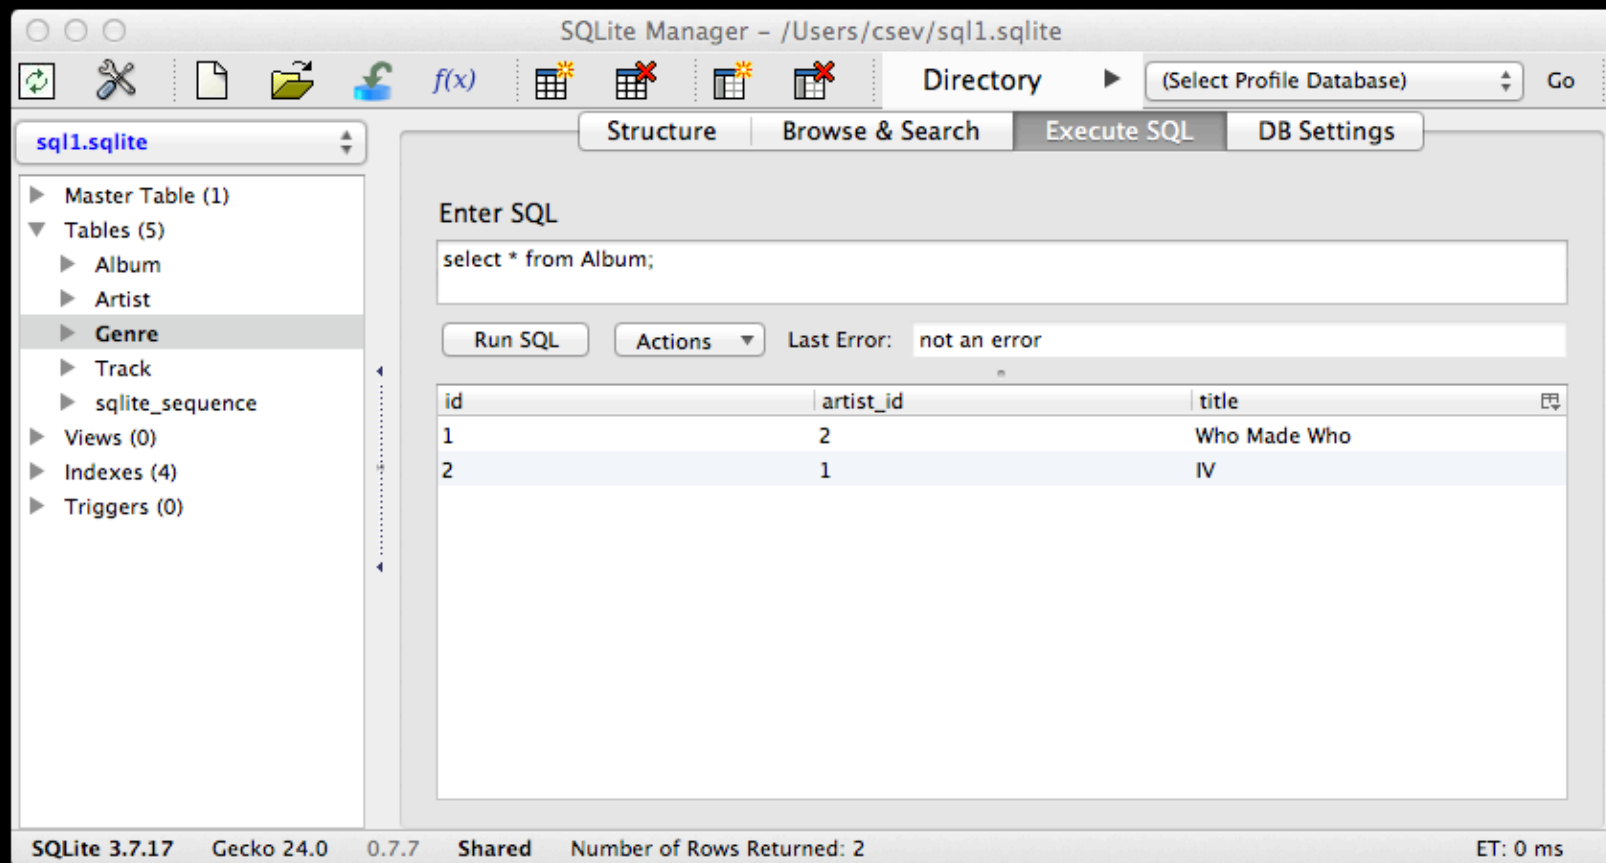 SQLite Manager – /Users/csev/sql1.sqlite
f(x) Directory (Select Profile Database) Go
sql1.sqlite
Structure Browse & Search Execute SQL DB Settings
Master Table (1)
Tables (5)
Album
Artist
Genre
Track
sqlite_sequence
Views (0)
Indexes (4)
Triggers (0)
Enter SQL
select * from Album;
Run SQL Actions Last Error: not an error
id artist_id title
1 2 Who Made Who
2 1 IV
SQLite 3.7.17 Gecko 24.0 0.7.7 Shared Number of Rows Returned: 2 ET: 0 ms